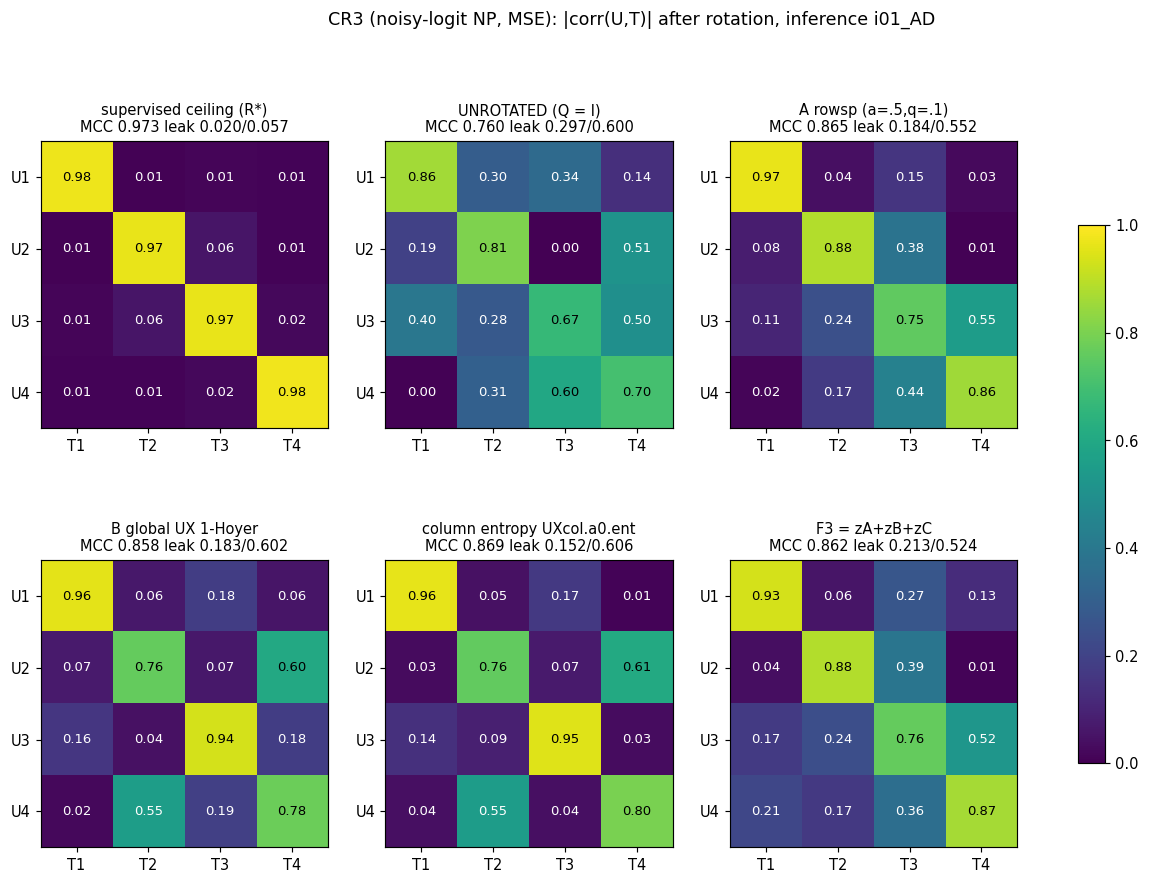 CR3 (noisy-logit NP, MSE): |corr(U,T)| after rotation, inference i01_AD
supervised ceiling (R*)
MCC 0.973 leak 0.020/0.057
U1 0.98 0.01 0.01 0.01
U2 0.01 0.97 0.06 0.01
U3 0.01 0.06 0.97 0.02
U4 0.01 0.01 0.02 0.98
T1 T2 T3 T4
UNROTATED (Q = I)
MCC 0.760 leak 0.297/0.600
U1 0.86 0.30 0.34 0.14
U2 0.19 0.81 0.00 0.51
U3 0.40 0.28 0.67 0.50
U4 0.00 0.31 0.60 0.70
T1 T2 T3 T4
A rowsp (a=.5,q=.1)
MCC 0.865 leak 0.184/0.552
U1 0.97 0.04 0.15 0.03
U2 0.08 0.88 0.38 0.01
U3 0.11 0.24 0.75 0.55
U4 0.02 0.17 0.44 0.86
T1 T2 T3 T4
B global UX 1-Hoyer
MCC 0.858 leak 0.183/0.602
U1 0.96 0.06 0.18 0.06
U2 0.07 0.76 0.07 0.60
U3 0.16 0.04 0.94 0.18
U4 0.02 0.55 0.19 0.78
T1 T2 T3 T4
column entropy UXcol.a0.ent
MCC 0.869 leak 0.152/0.606
U1 0.96 0.05 0.17 0.01
U2 0.03 0.76 0.07 0.61
U3 0.14 0.09 0.95 0.03
U4 0.04 0.55 0.04 0.80
T1 T2 T3 T4
F3 = zA+zB+zC
MCC 0.862 leak 0.213/0.524
U1 0.93 0.06 0.27 0.13
U2 0.04 0.88 0.39 0.01
U3 0.17 0.24 0.76 0.52
U4 0.21 0.17 0.36 0.87
T1 T2 T3 T4
1.0
0.8
0.6
0.4
0.2
0.0